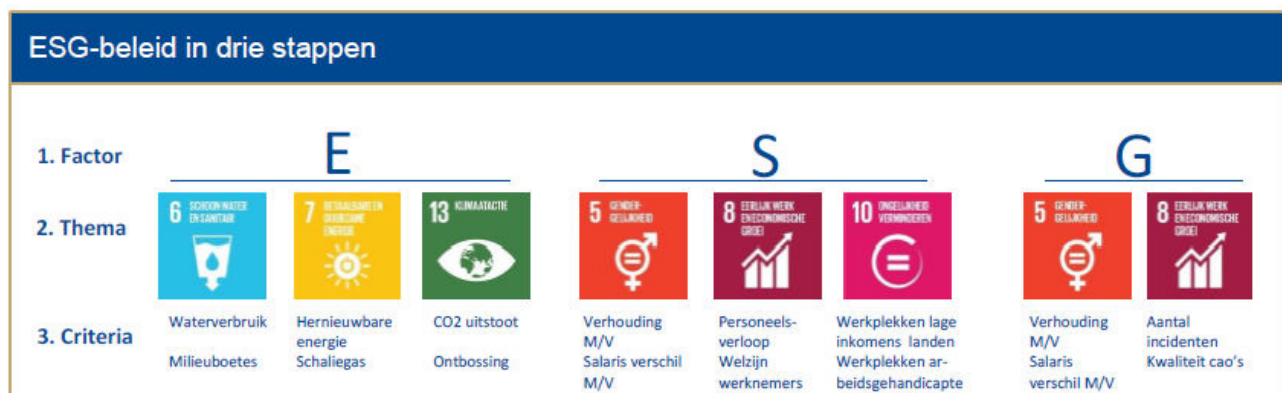 ESG-beleid in drie stappen
1. Factor
E
S
G
2. Thema
6 SCHOON WATER
EN SANITAIR
7 BETAALBARE EN
DUURZAME
ENERGIE
13 KLIMAATACTIE
5 GENDER-
GELIJKHEID
8 EERLIJK WERK
EN ECONOMISCHE
GROEI
10 ONGELIJKHEID
VERMINDEREN
5 GENDER-
GELIJKHEID
8 EERLIJK WERK
EN ECONOMISCHE
GROEI
3. Criteria
Waterverbruik
Milieuboetes
Hernieuwbare
energie
Schaliegas
CO2 uitstoot
Ontbossing
Verhouding
M/V
Salaris verschil
M/V
Personeels-
verloop
Welzijn
werknemers
Werkplekken lage
inkomens landen
Werkplekken ar-
beidsgehandicapte
Verhouding
M/V
Salaris
verschil M/V
Aantal
incidenten
Kwaliteit cao's